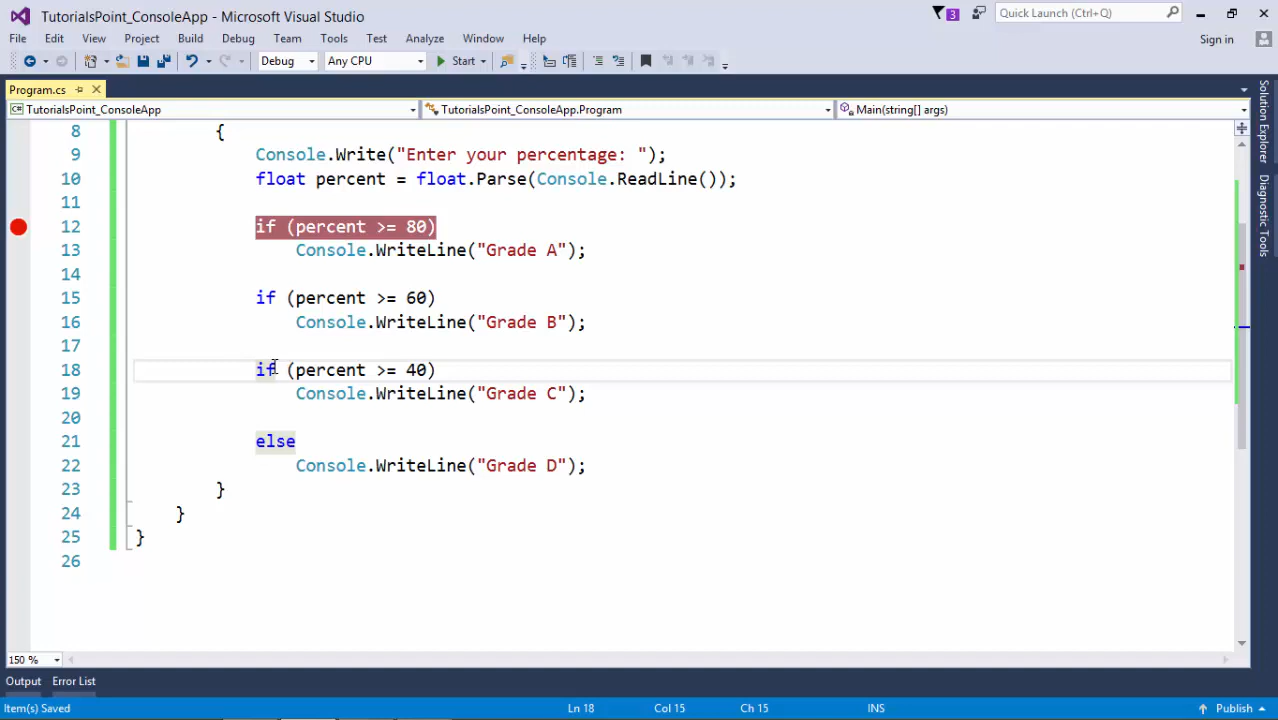 TutorialsPoint_ConsoleApp - Microsoft Visual Studio
3
Quick Launch (Ctrl+Q)
File Edit View Project Build Debug Team Tools Test Analyze Window Help
Sign in
Debug Any CPU Start
Program.cs
TutorialsPoint_ConsoleApp TutorialsPoint_ConsoleApp.Program Main(string[] args)
8 {
9 Console.Write("Enter your percentage: ");
10 float percent = float.Parse(Console.ReadLine());
11
12 if (percent >= 80)
13 Console.WriteLine("Grade A");
14
15 if (percent >= 60)
16 Console.WriteLine("Grade B");
17
18 if (percent >= 40)
19 Console.WriteLine("Grade C");
20
21 else
22 Console.WriteLine("Grade D");
23 }
24 }
25 }
26
Solution Explorer
Diagnostic Tools
150 %
Output Error List
Item(s) Saved Ln 18 Col 15 Ch 15 INS Publish